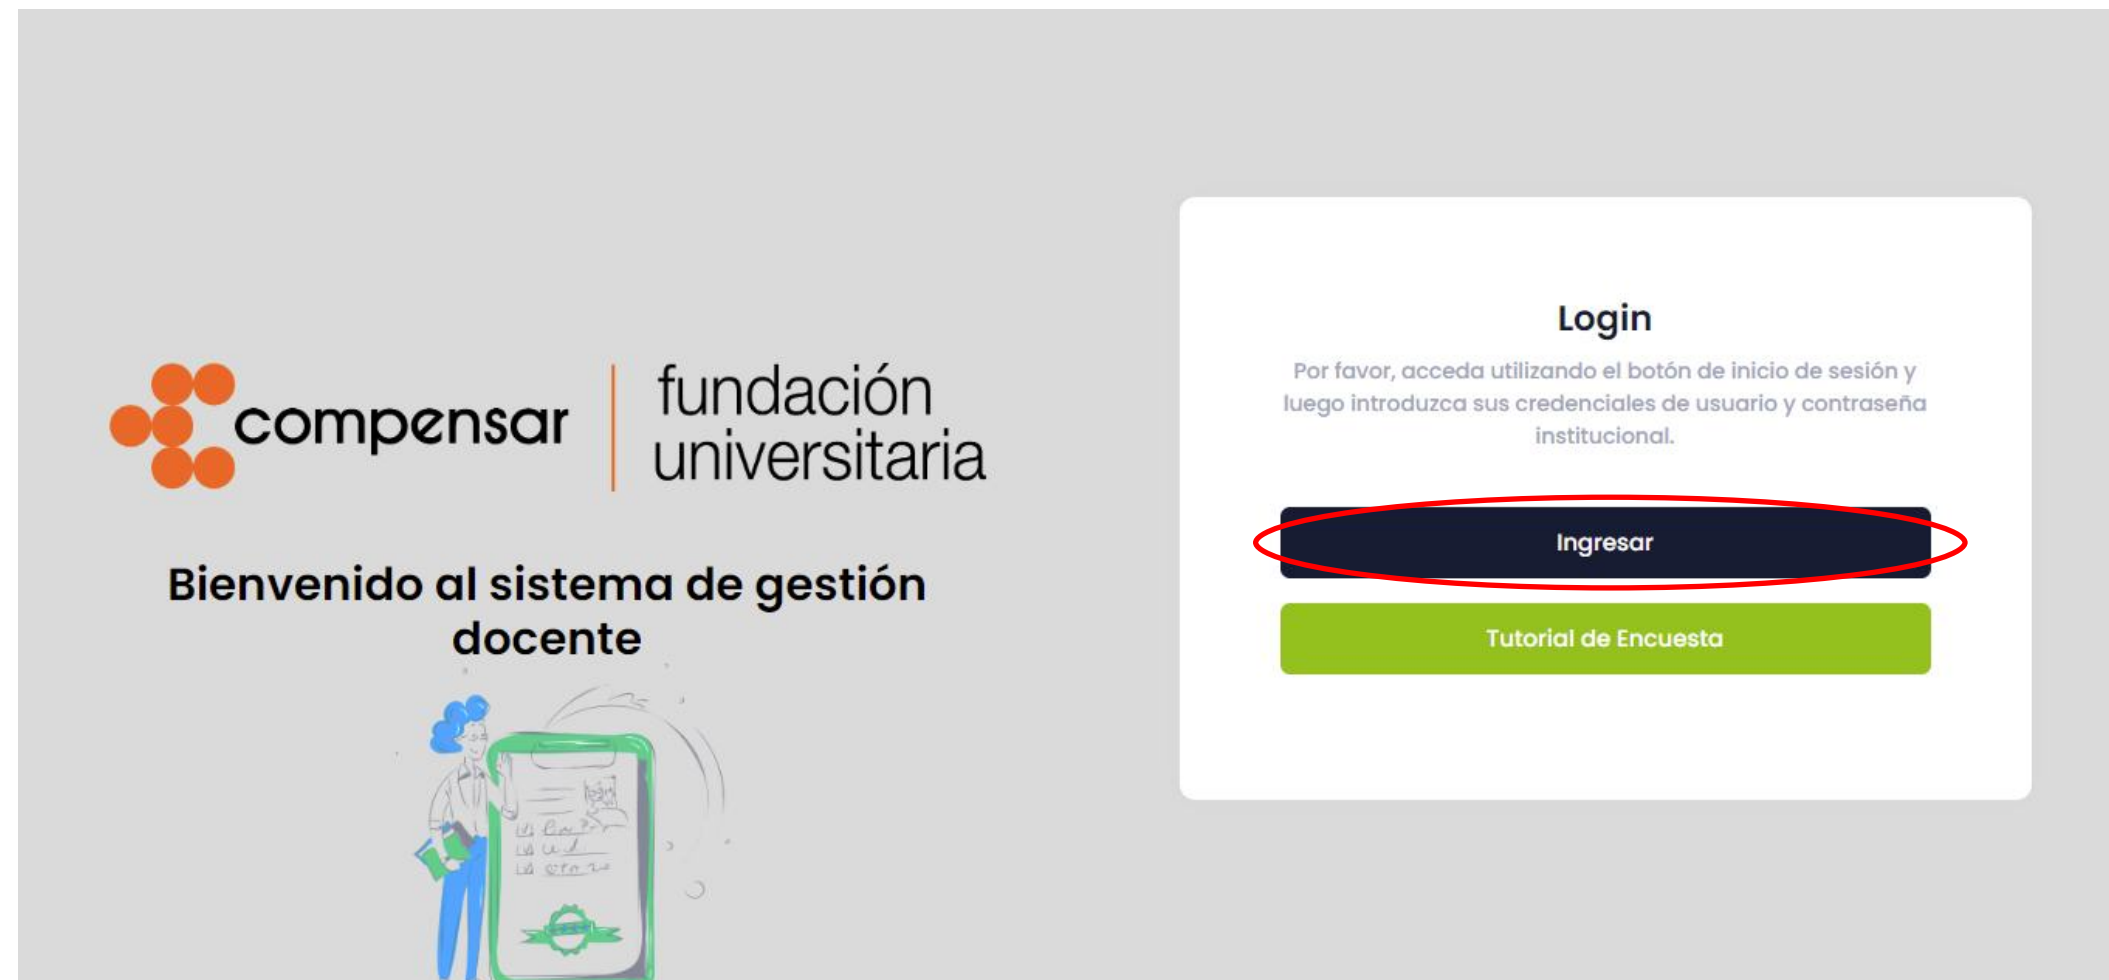 compensar
fundación
universitaria
Bienvenido al sistema de gestión
docente
Login
Por favor, acceda utilizando el botón de inicio de sesión y
luego introduzca sus credenciales de usuario y contraseña
institucional.
Ingresar
Tutorial de Encuesta